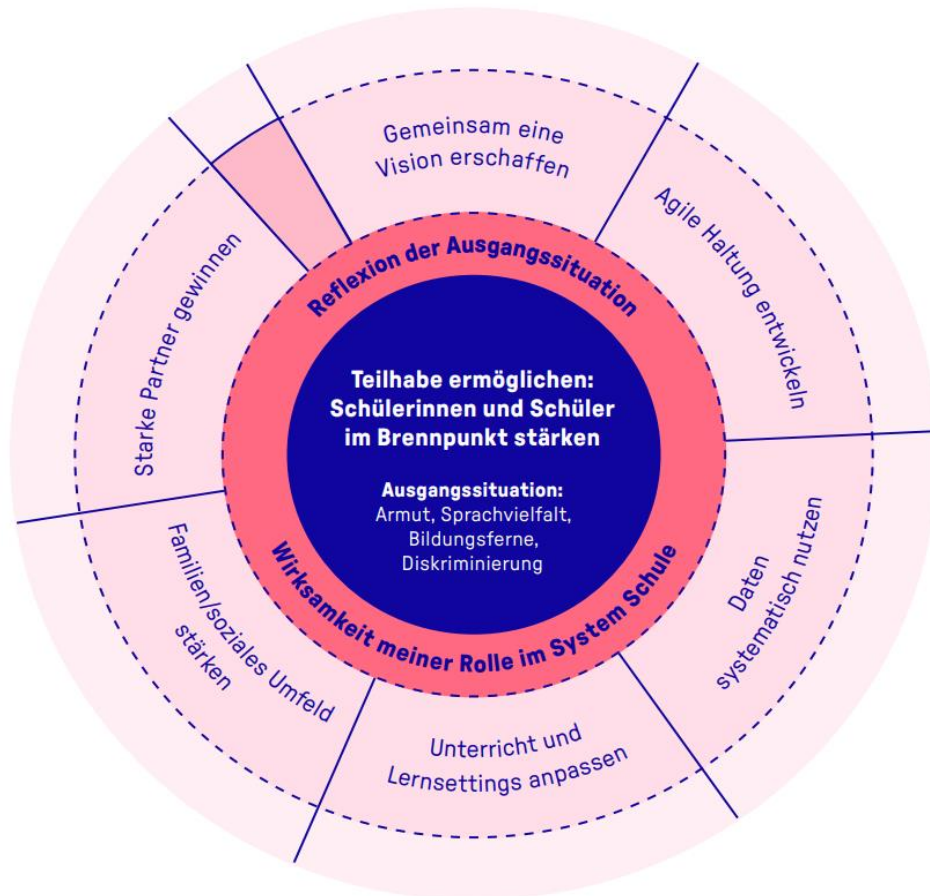 Gemeinsam eine
Vision erschaffen
Agile Haltung entwickeln
Daten
systematisch nutzen
Unterricht und
Lernsettings anpassen
Familien/soziales Umfeld
stärken
Starke Partner gewinnen
Reflexion der Ausgangssituation
Wirksamkeit meiner Rolle im System Schule
Teilhabe ermöglichen:
Schülerinnen und Schüler
im Brennpunkt stärken
Ausgangssituation:
Armut, Sprachvielfalt,
Bildungsferne,
Diskriminierung